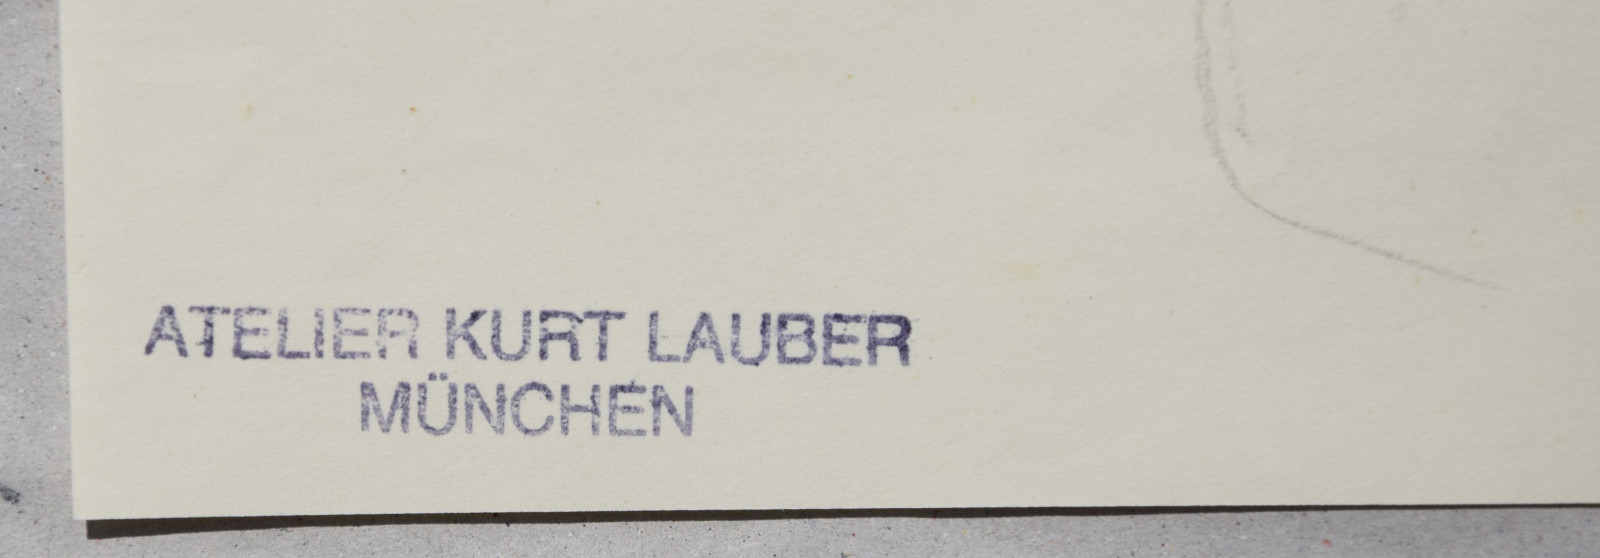 ATELIER KURT LAUBER
MÜNCHEN